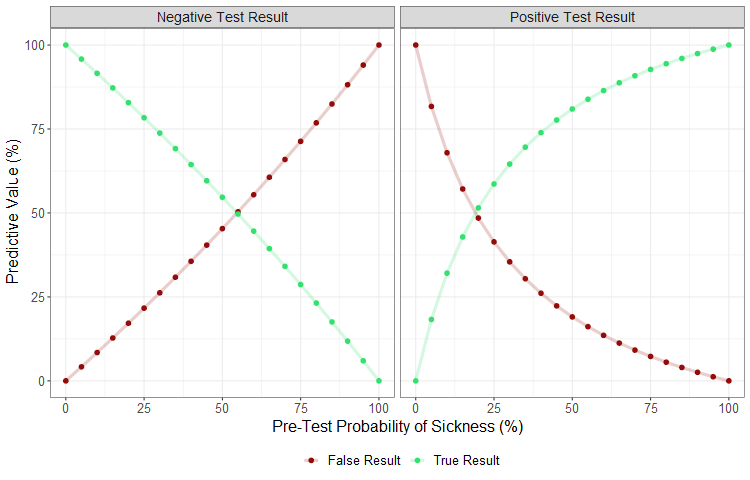 Negative Test Result
Positive Test Result
Predictive Value (%)
100
75
50
25
0
0 25 50 75 100
0 25 50 75 100
Pre-Test Probability of Sickness (%)
False Result
True Result